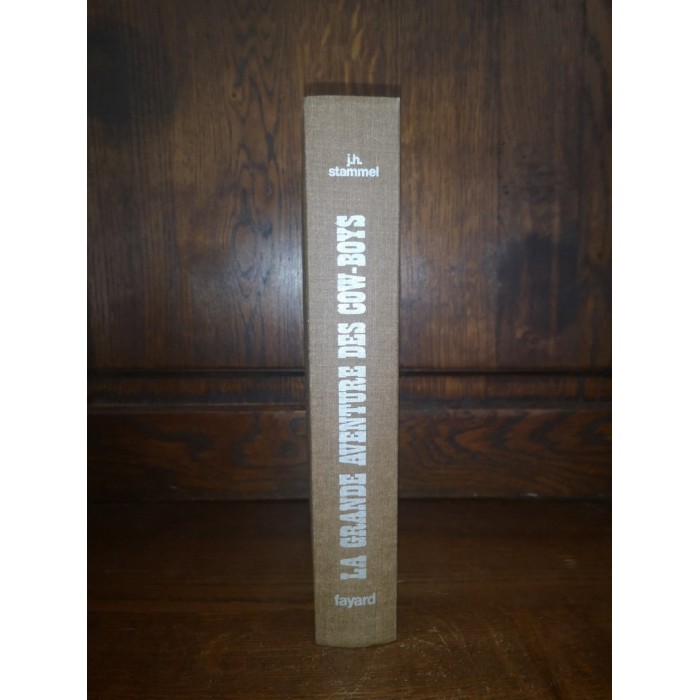 j.h.
stammel
LA GRANDE AVENTURE DES COW-BOYS
fayard